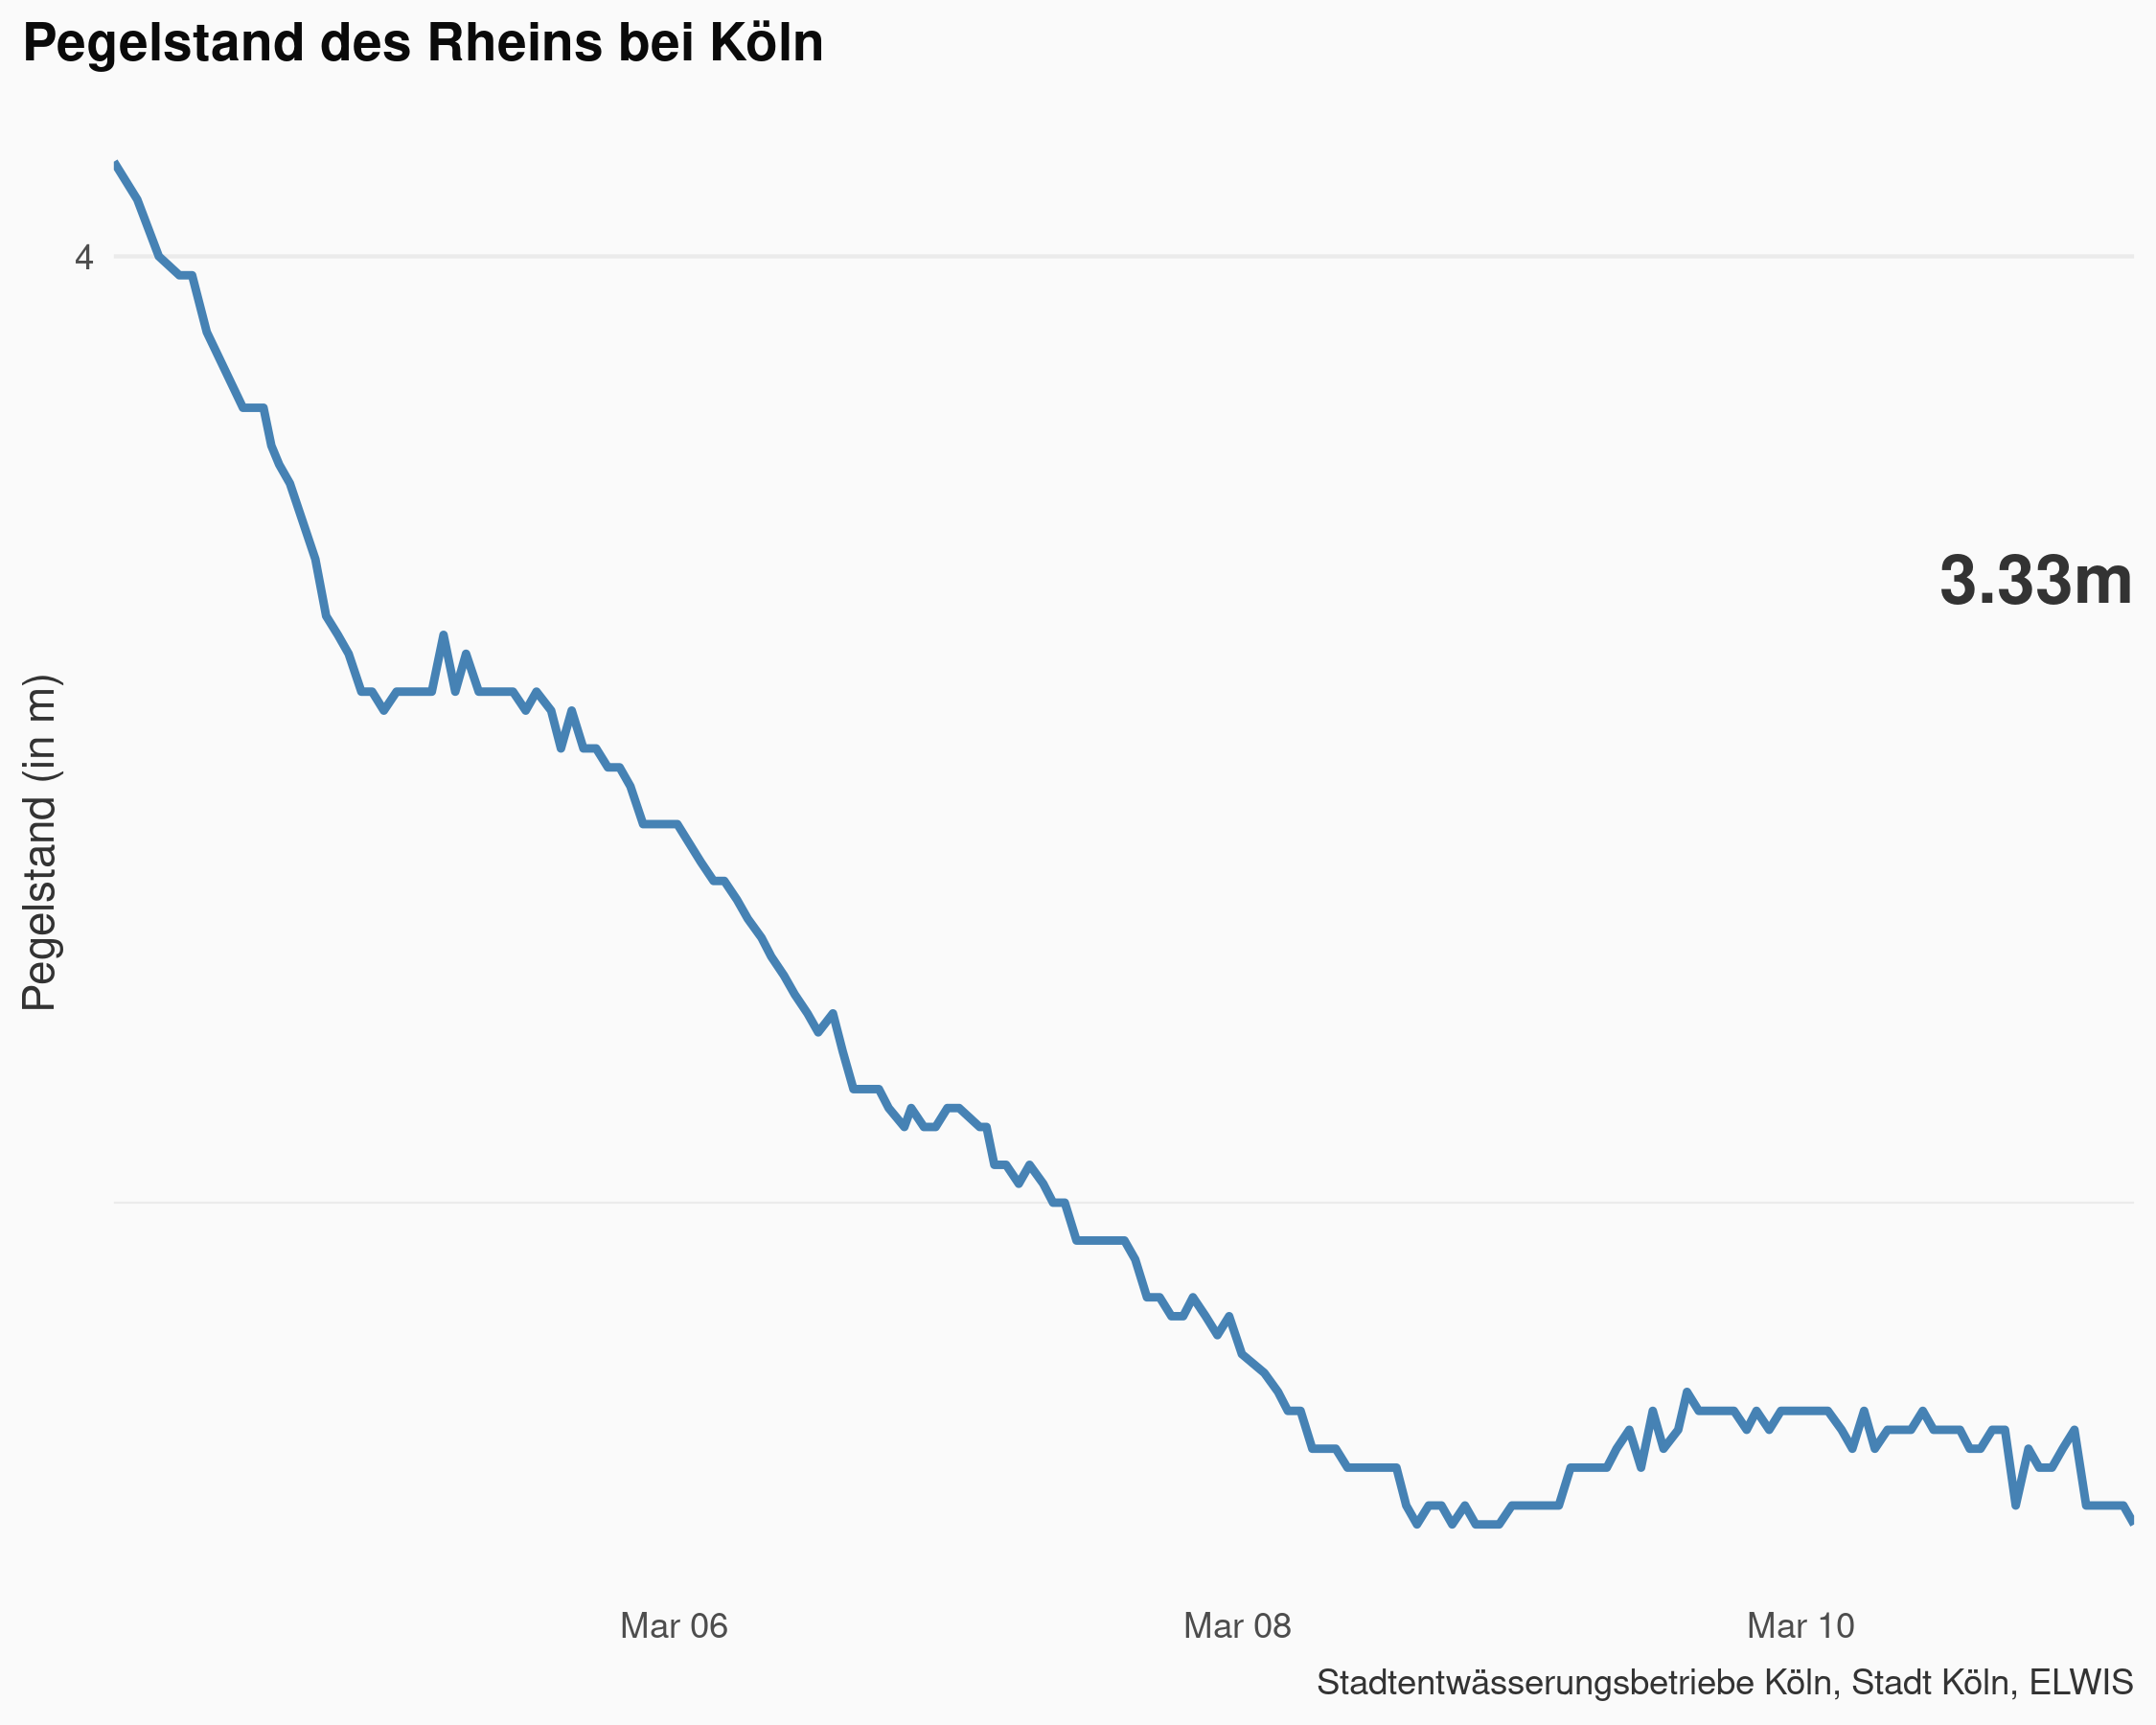 Pegelstand des Rheins bei Köln
4
3.33m
Pegelstand (in m)
Mar 06
Mar 08
Mar 10
Stadtentwässerungsbetriebe Köln, Stadt Köln, ELWIS